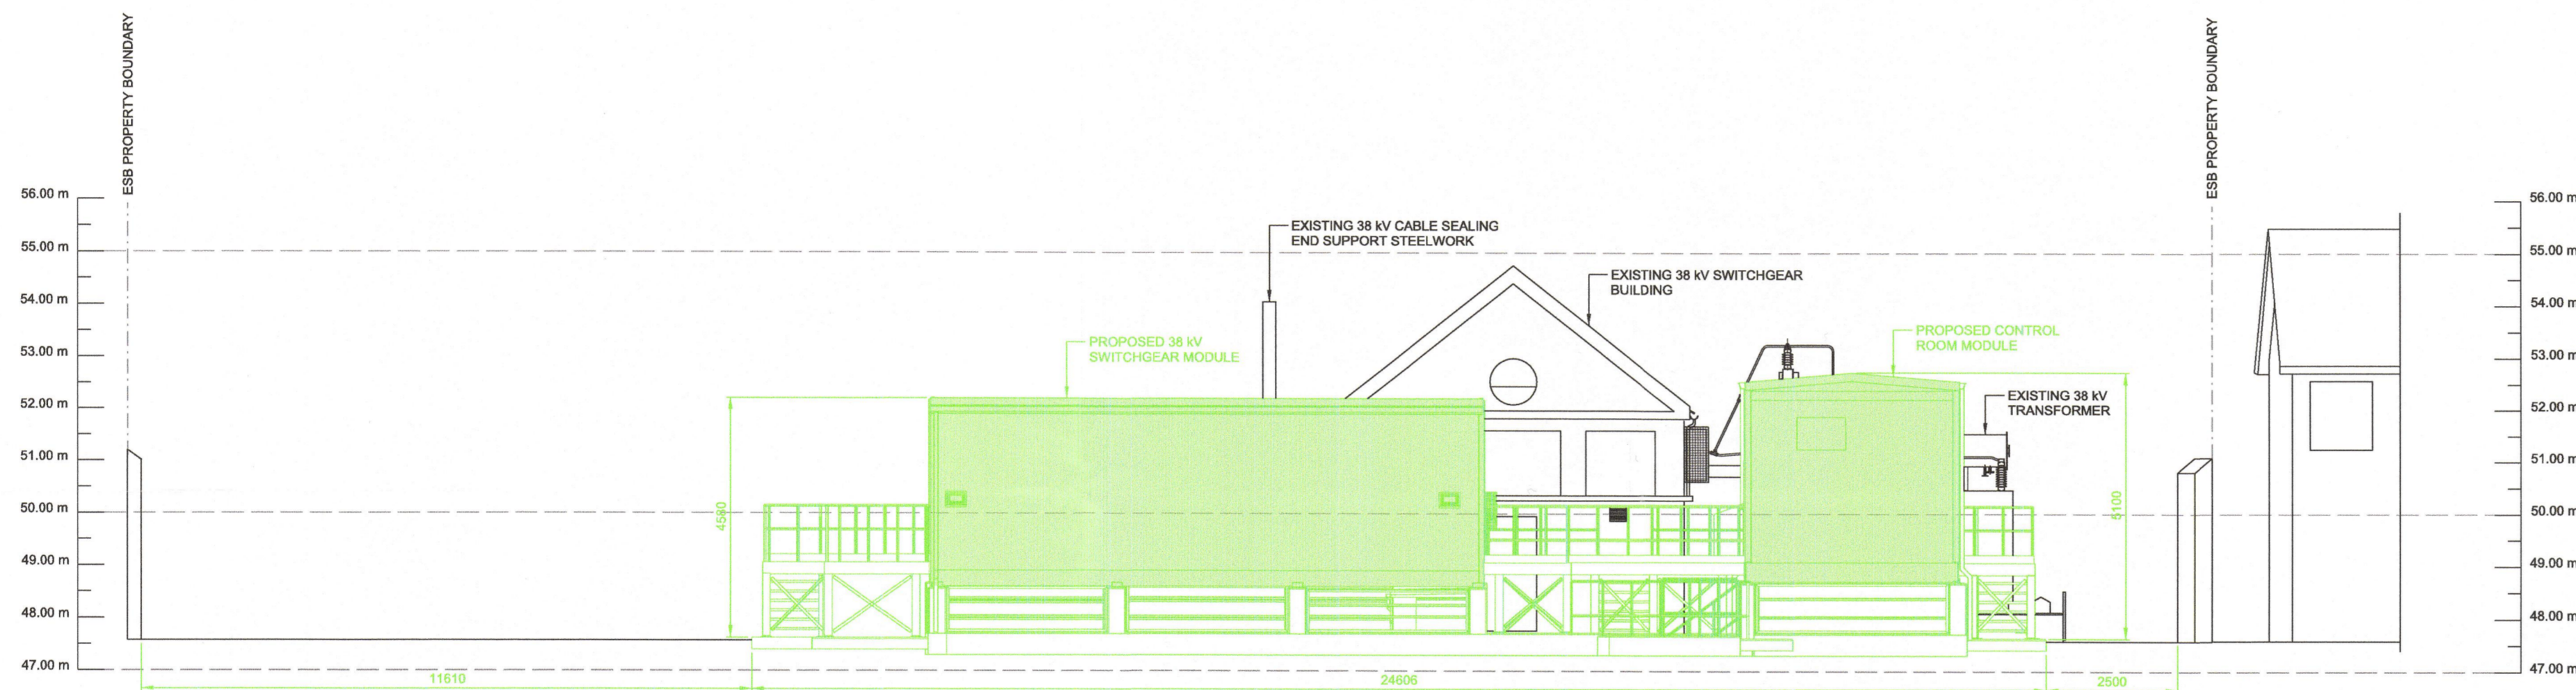 ESB PROPERTY BOUNDARY
ESB PROPERTY BOUNDARY
56.00 m
55.00 m
54.00 m
53.00 m
52.00 m
51.00 m
50.00 m
49.00 m
48.00 m
47.00 m
EXISTING 38 kV CABLE SEALING
END SUPPORT STEELWORK
EXISTING 38 kV SWITCHGEAR
BUILDING
PROPOSED 38 kV
SWITCHGEAR MODULE
PROPOSED CONTROL
ROOM MODULE
EXISTING 38 kV
TRANSFORMER
4580
5100
11610
24606
2500
56.00 m
55.00 m
54.00 m
53.00 m
52.00 m
51.00 m
50.00 m
49.00 m
48.00 m
47.00 m